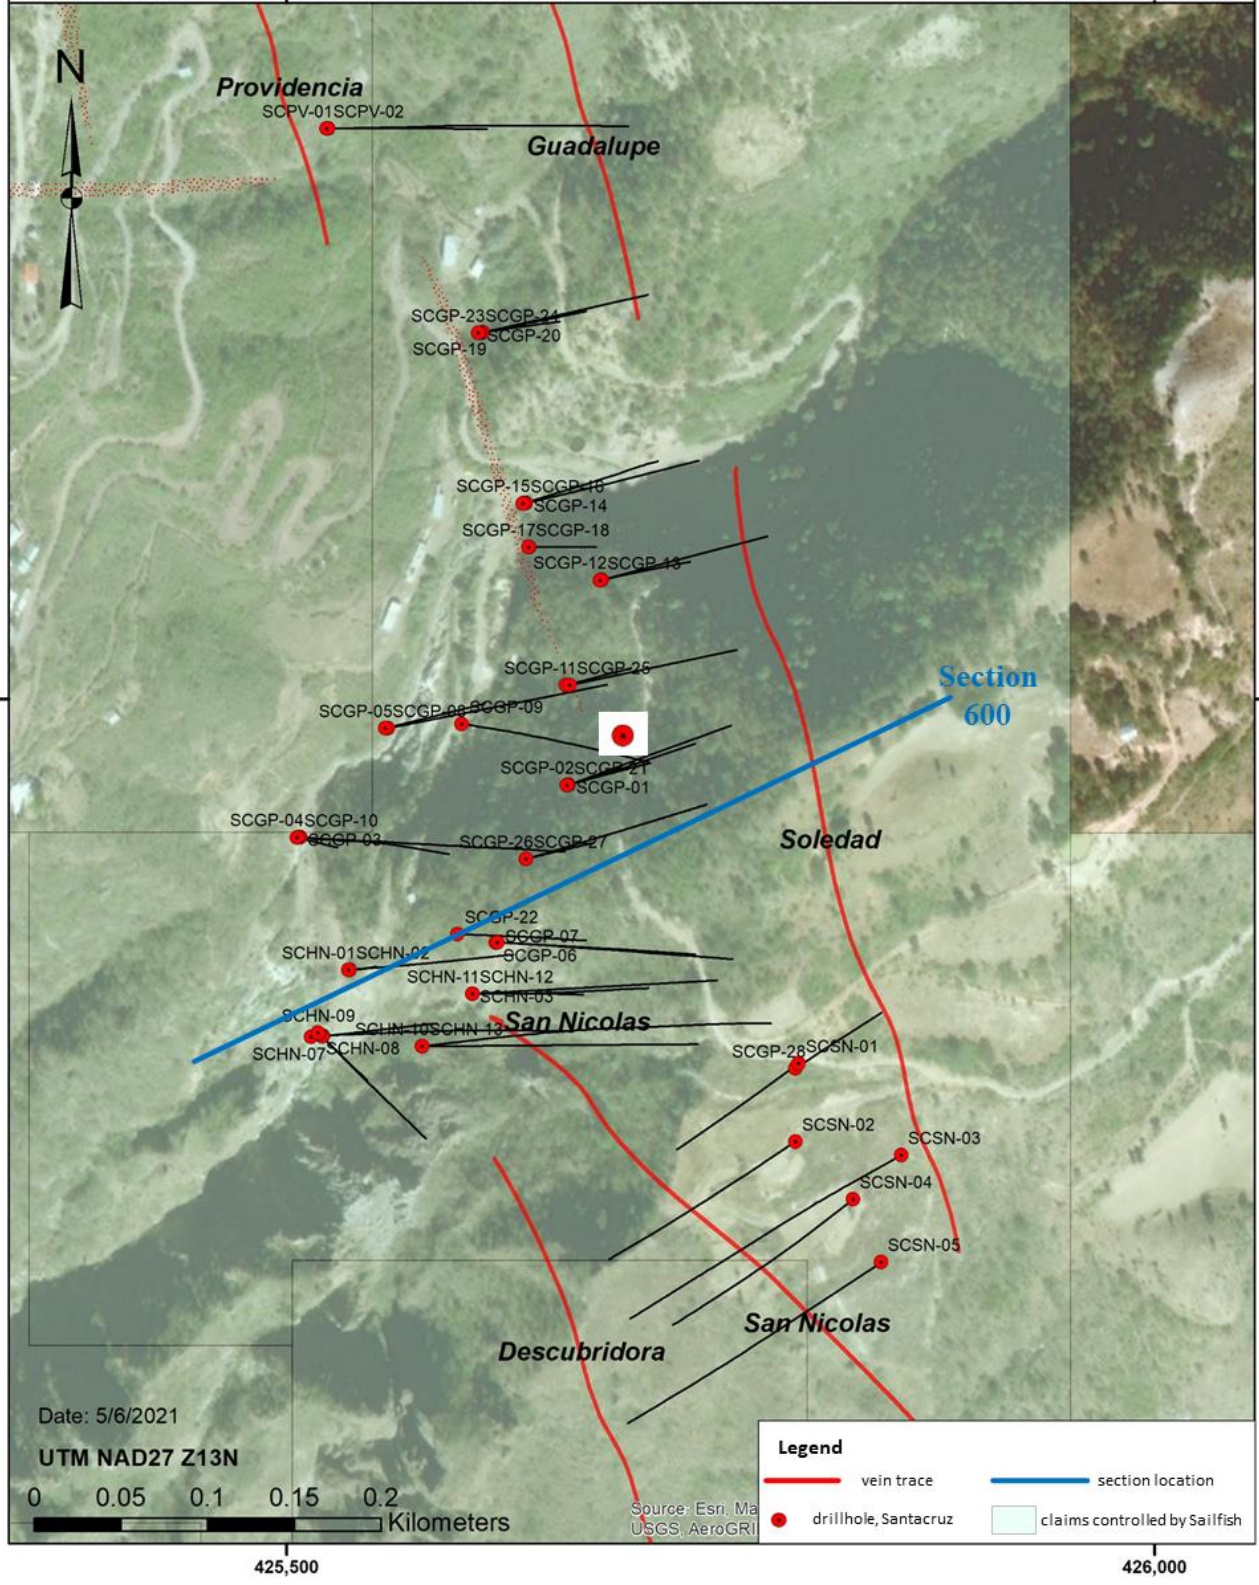 N
Providencia
SCPV-01SCPV-02
Guadalupe
SCGP-23SCGP-24
SCGP-20
SCGP-19
SCGP-15SCGP-16
SCGP-14
SCGP-17SCGP-18
SCGP-12SCGP-13
SCGP-11SCGP-25
Section
600
SCGP-05SCGP-08
SCGP-09
SCGP-02SCGP-21
SCGP-01
SCGP-04SCGP-10
SCGP-03
SCGP-26SCGP-27
Soledad
SCGP-22
SCGP-07
SCGP-06
SCHN-01SCHN-02
SCHN-11SCHN-12
SCHN-03
SCHN-09
SCHN-10SCHN-13
San Nicolas
SCHN-07
SCHN-08
SCGP-28
SCSN-01
SCSN-02
SCSN-03
SCSN-04
SCSN-05
San Nicolas
Descubridora
Date: 5/6/2021
UTM NAD27 Z13N
0 0.05 0.1 0.15 0.2
Kilometers
Source: Esri, Ma
USGS, AeroGRI
Legend
vein trace
section location
drillhole, Santacruz
claims controlled by Sailfish
425,500
426,000